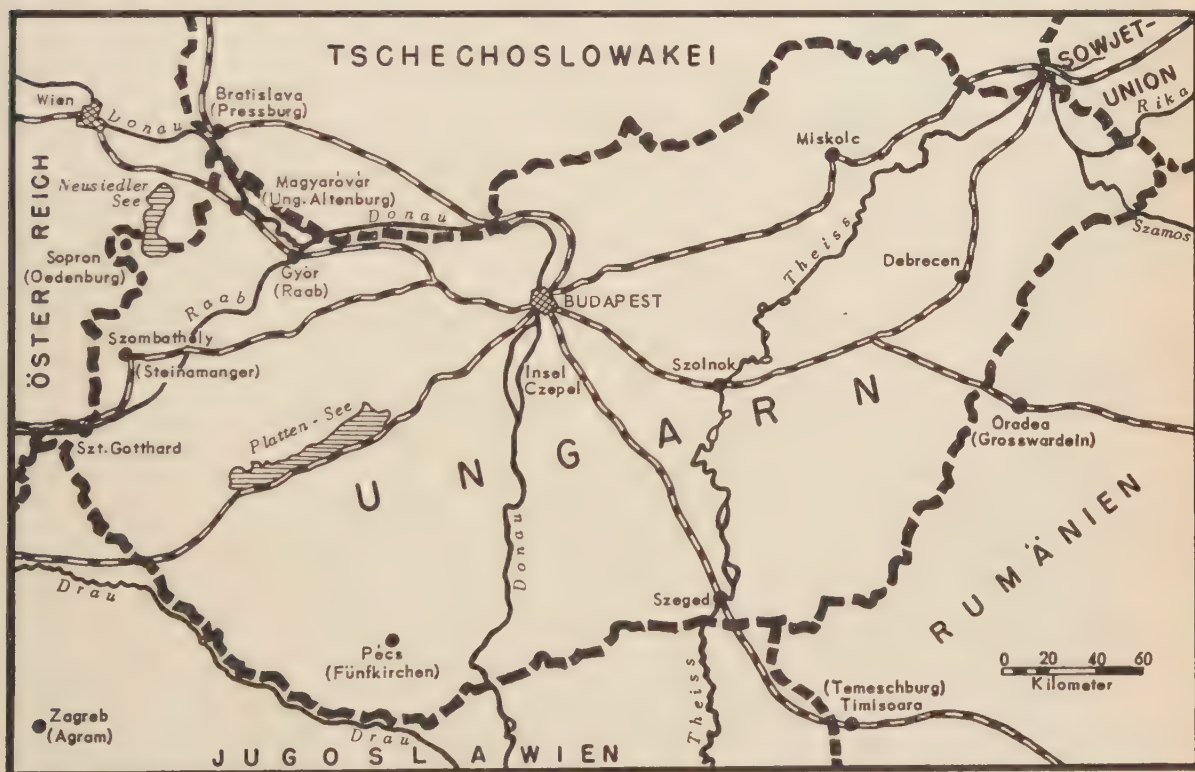 TSCHECHOSLOWAKEI
SOWJET-
UNION
Rika
Wien
Donau
Bratislava
(Pressburg)
Miskolc
ÖSTERREICH
Neusiedler
See
Magyaróvár
(Ung. Altenburg)
Donau
Theiss
Szamos
Sopron
(Oedenburg)
Győr
(Raab)
Raab
Debrecen
BUDAPEST
Szombathely
(Steinamanger)
Insel
Czepel
Szolnok
Platten-See
Szt. Gotthard
Oradea
(Grosswardein)
UNGARN
RUMÄNIEN
Donau
Drau
Szeged
Pécs
(Fünfkirchen)
Theiss
0 20 40 60
Kilometer
(Temeschburg)
Timisoara
Zagreb
(Agram)
Drau
JUGOSLAWIEN